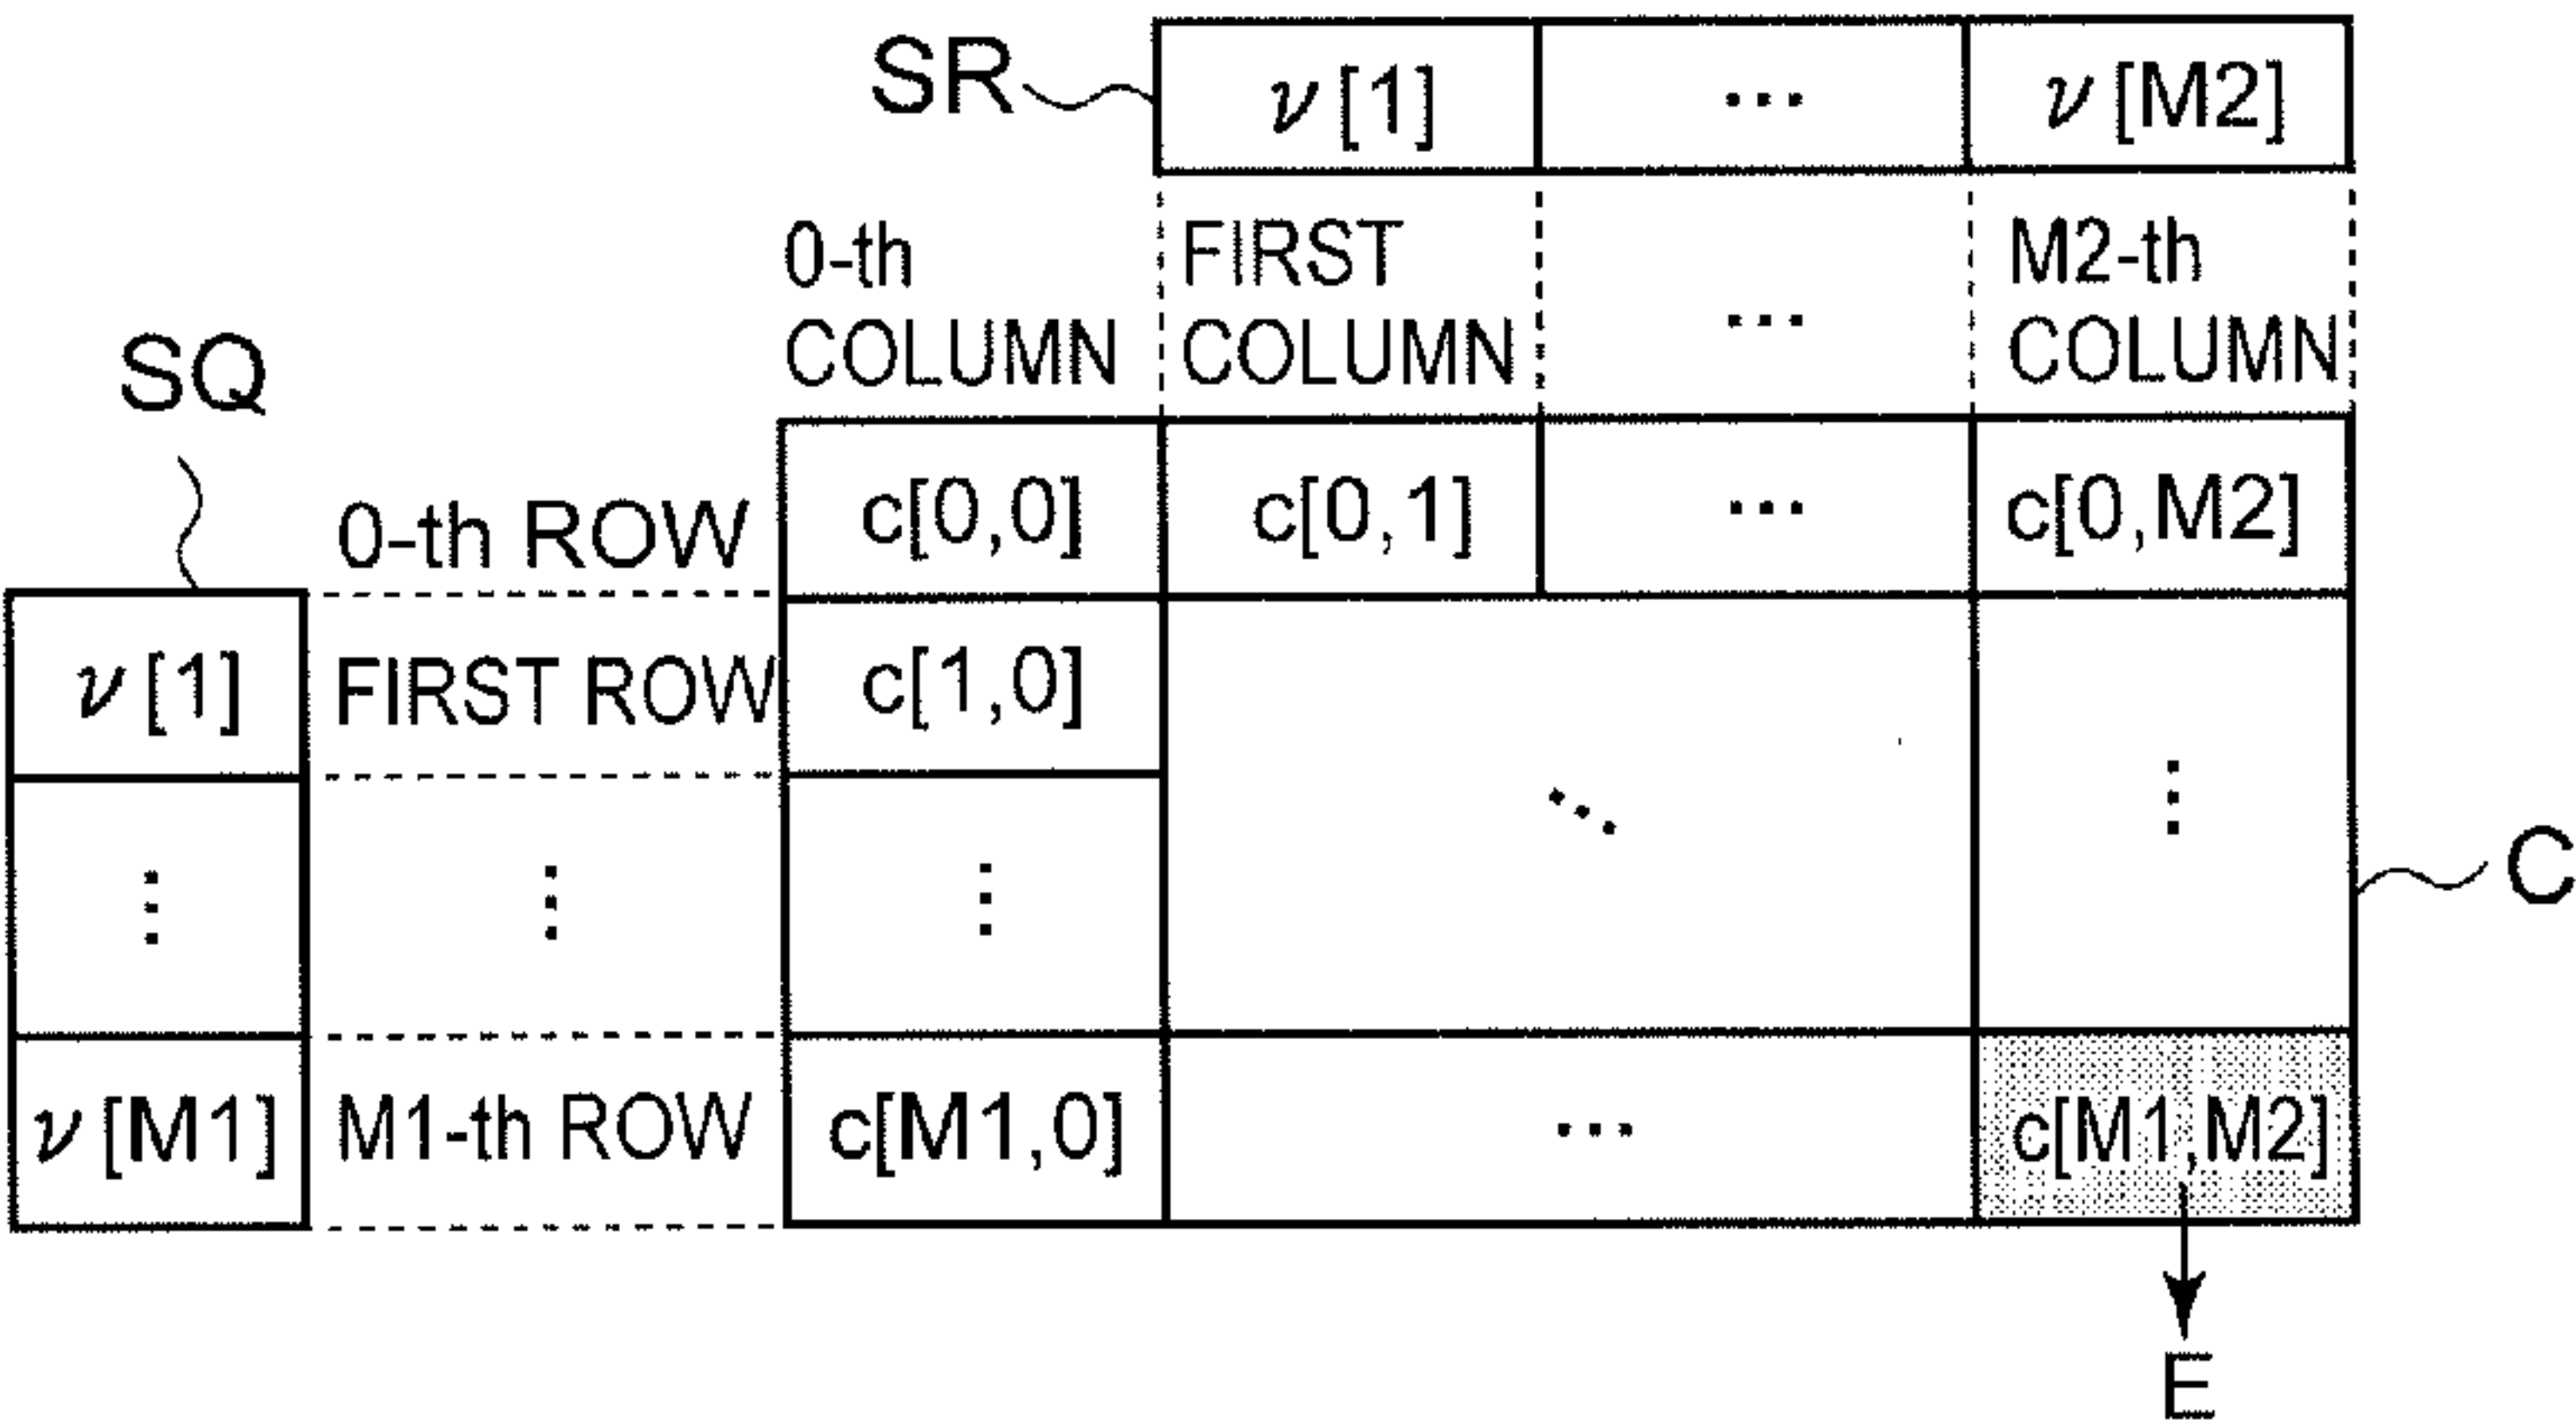 SR ν[1] ... ν[M2]
0-th COLUMN FIRST COLUMN ... M2-th COLUMN
SQ
0-th ROW c[0,0] c[0,1] ... c[0,M2]
ν[1] FIRST ROW c[1,0]
⋮ ⋮ ⋮ ⋱ ⋮
C
ν[M1] M1-th ROW c[M1,0] ... c[M1,M2]
E